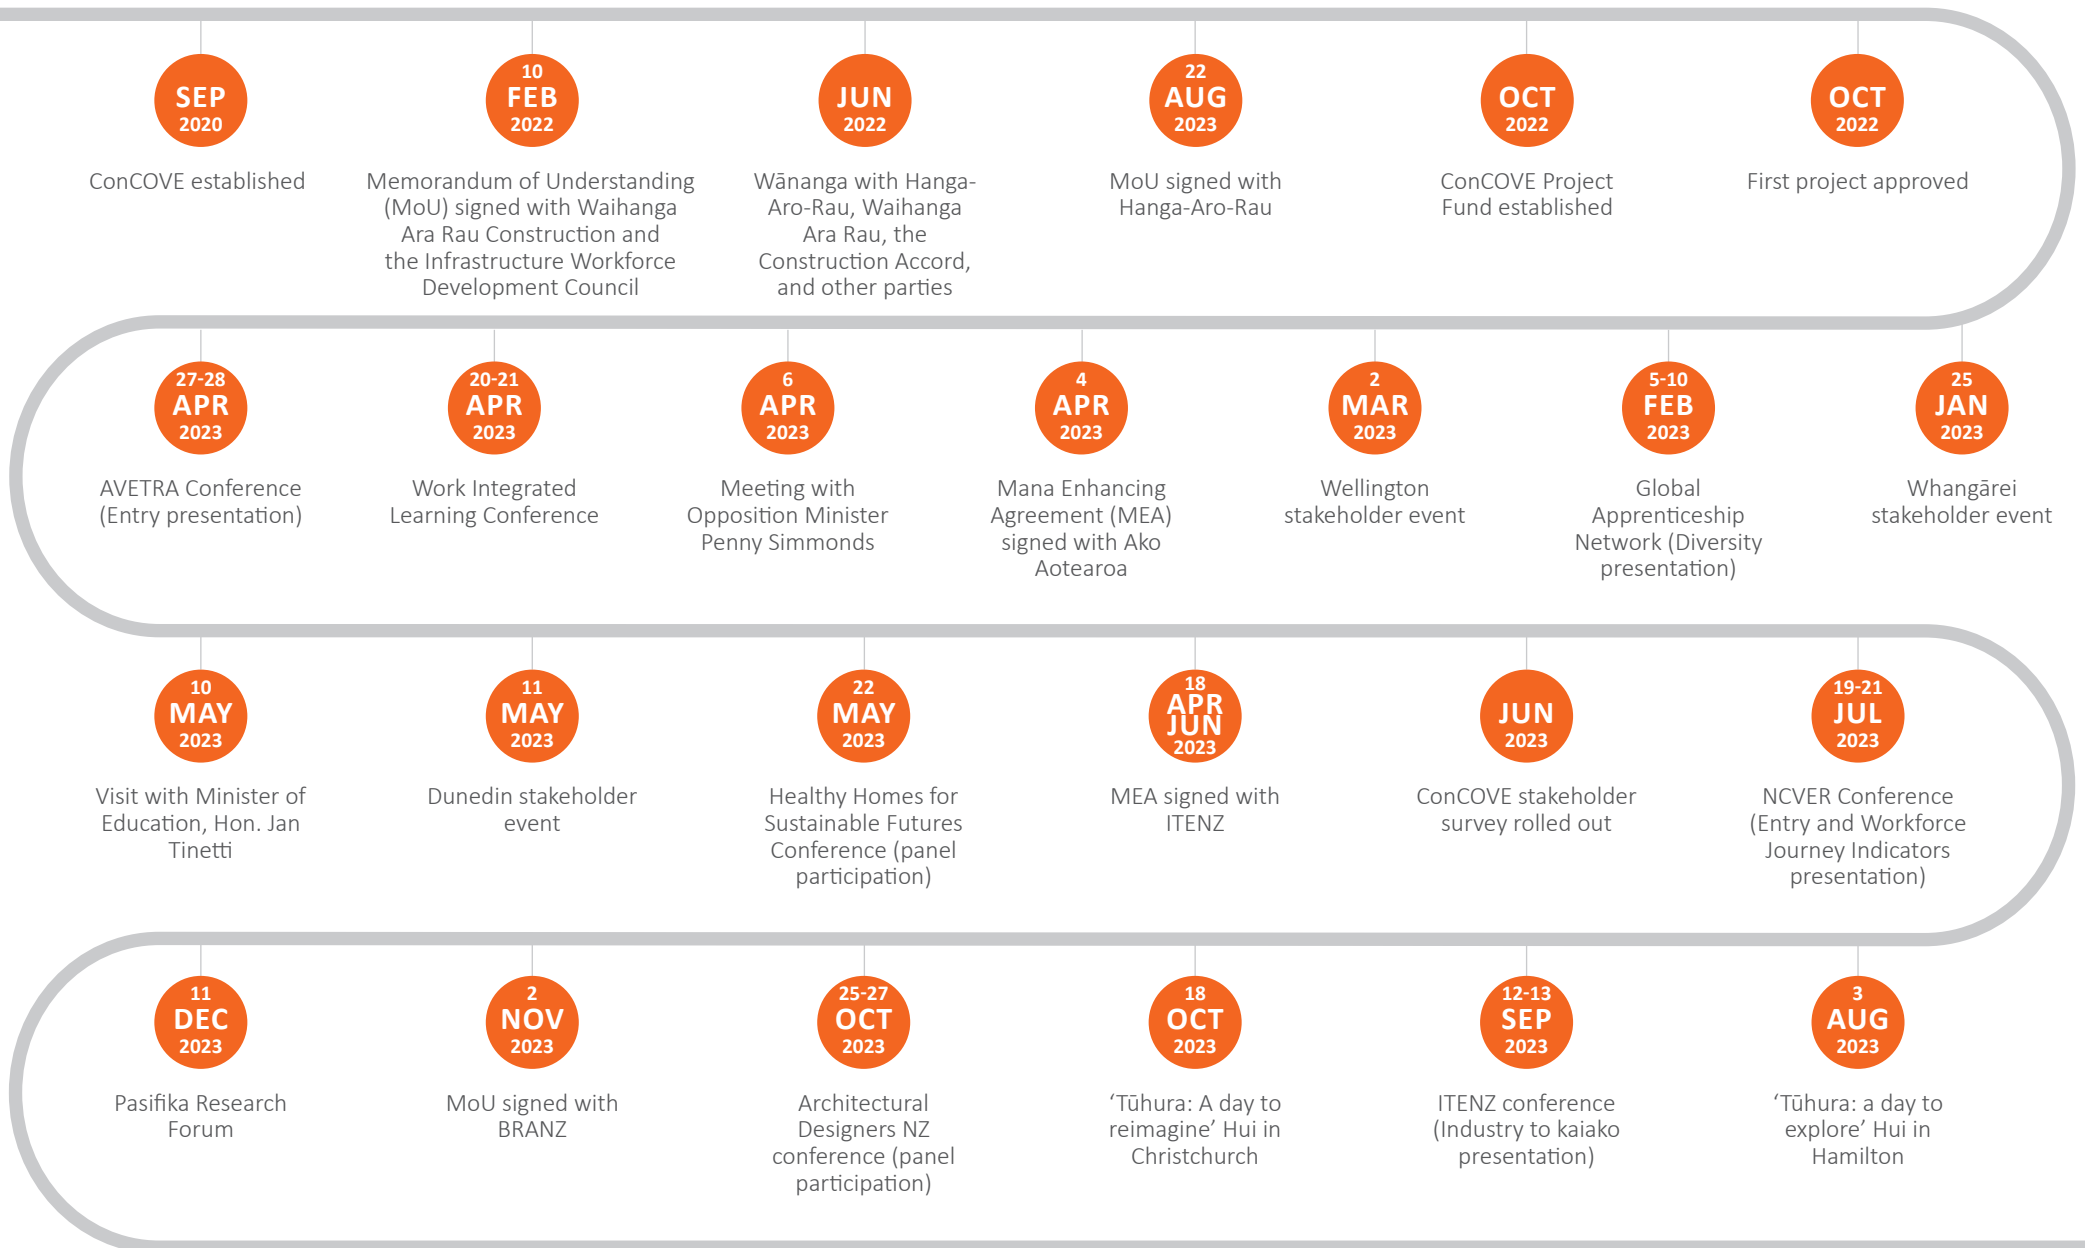 SEP
2020
ConCOVE established
10
FEB
2022
Memorandum of Understanding
(MoU) signed with Waihanga
Ara Rau Construction and
the Infrastructure Workforce
Development Council
JUN
2022
Wānanga with Hanga-
Aro-Rau, Waihanga
Ara Rau, the
Construction Accord,
and other parties
22
AUG
2023
MoU signed with
Hanga-Aro-Rau
OCT
2022
ConCOVE Project
Fund established
OCT
2022
First project approved
27-28
APR
2023
AVETRA Conference
(Entry presentation)
20-21
APR
2023
Work Integrated
Learning Conference
6
APR
2023
Meeting with
Opposition Minister
Penny Simmonds
4
APR
2023
Mana Enhancing
Agreement (MEA)
signed with Ako
Aotearoa
2
MAR
2023
Wellington
stakeholder event
5-10
FEB
2023
Global
Apprenticeship
Network (Diversity
presentation)
25
JAN
2023
Whangārei
stakeholder event
10
MAY
2023
Visit with Minister of
Education, Hon. Jan
Tinetti
11
MAY
2023
Dunedin stakeholder
event
22
MAY
2023
Healthy Homes for
Sustainable Futures
Conference (panel
participation)
18
APR
JUN
2023
MEA signed with
ITENZ
JUN
2023
ConCOVE stakeholder
survey rolled out
19-21
JUL
2023
NCVER Conference
(Entry and Workforce
Journey Indicators
presentation)
11
DEC
2023
Pasifika Research
Forum
2
NOV
2023
MoU signed with
BRANZ
25-27
OCT
2023
Architectural
Designers NZ
conference (panel
participation)
18
OCT
2023
‘Tūhura: A day to
reimagine’ Hui in
Christchurch
12-13
SEP
2023
ITENZ conference
(Industry to kaiako
presentation)
3
AUG
2023
‘Tūhura: a day to
explore’ Hui in
Hamilton